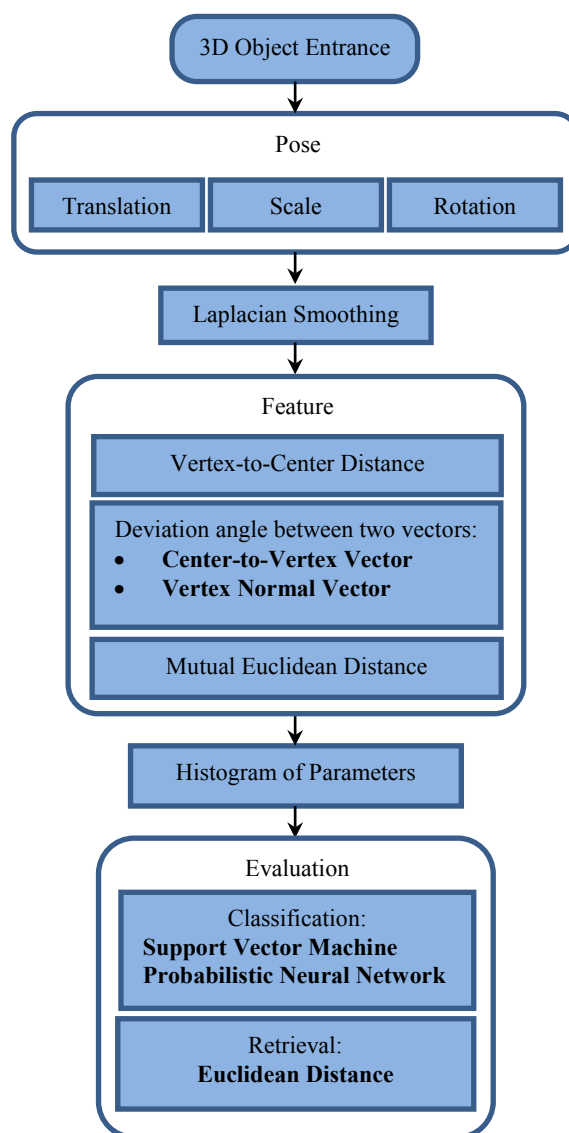 3D Object Entrance
Pose
Translation
Scale
Rotation
Laplacian Smoothing
Feature
Vertex-to-Center Distance
Deviation angle between two vectors:
• Center-to-Vertex Vector
• Vertex Normal Vector
Mutual Euclidean Distance
Histogram of Parameters
Evaluation
Classification:
Support Vector Machine
Probabilistic Neural Network
Retrieval:
Euclidean Distance